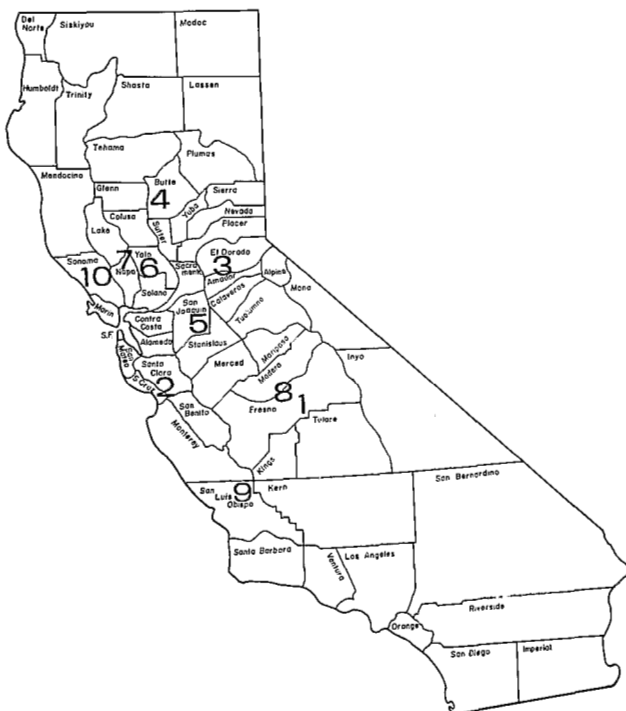 Del
Norte
Siskiyou
Modoc
Humboldt
Trinity
Shasta
Lassen
Tehama
Plumas
Mendocino
Glenn
Butte
4
Sierra
Yuba
Colusa
Sutter
Nevada
Placer
Lake
Sonoma
10
7
Napa
Yolo
6
Solano
Sacra
mento
El Dorado
3
Amador
Alpine
Marin
Contra
Costa
San
Joaquin
5
Calaveras
Tuolumne
Mono
S.F.
Alameda
Stanislaus
San
Mateo
Santa
Clara
2
S Cruz
Merced
Mariposa
Madera
8
Inyo
San
Benito
Fresno
1
Tulare
Monterey
Kings
San
Luis
Obispo
9
Kern
San Bernardino
Santa Barbara
Ventura
Los Angeles
Orange
Riverside
San Diego
Imperial